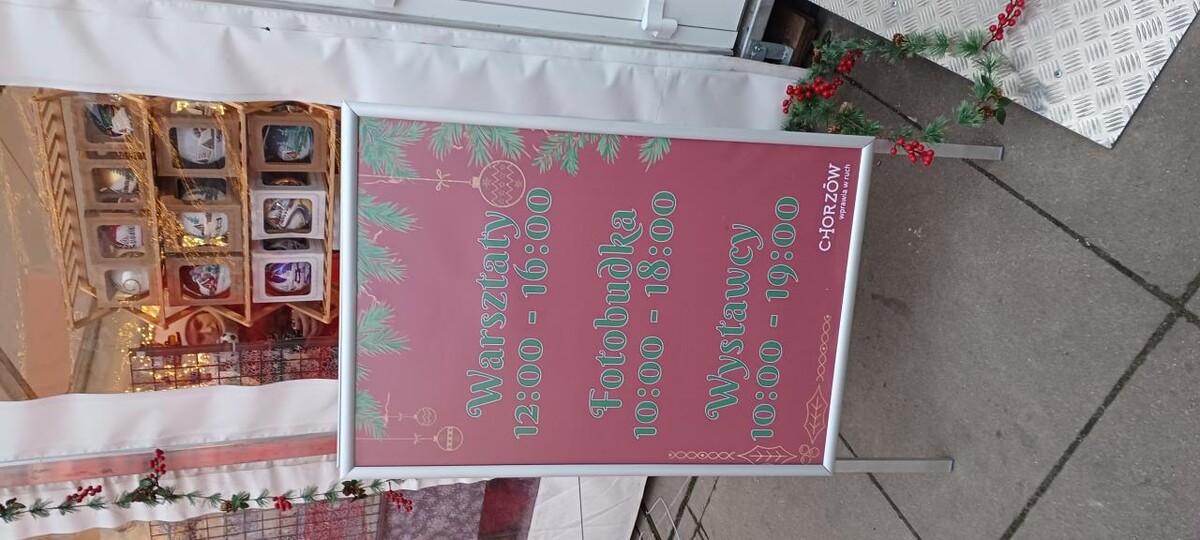 Warsztaty
12:00 - 16:00
Fotobudka
10:00 - 18:00
Wystawcy
10:00 - 19:00
CHORZÓW
wprawia w ruch